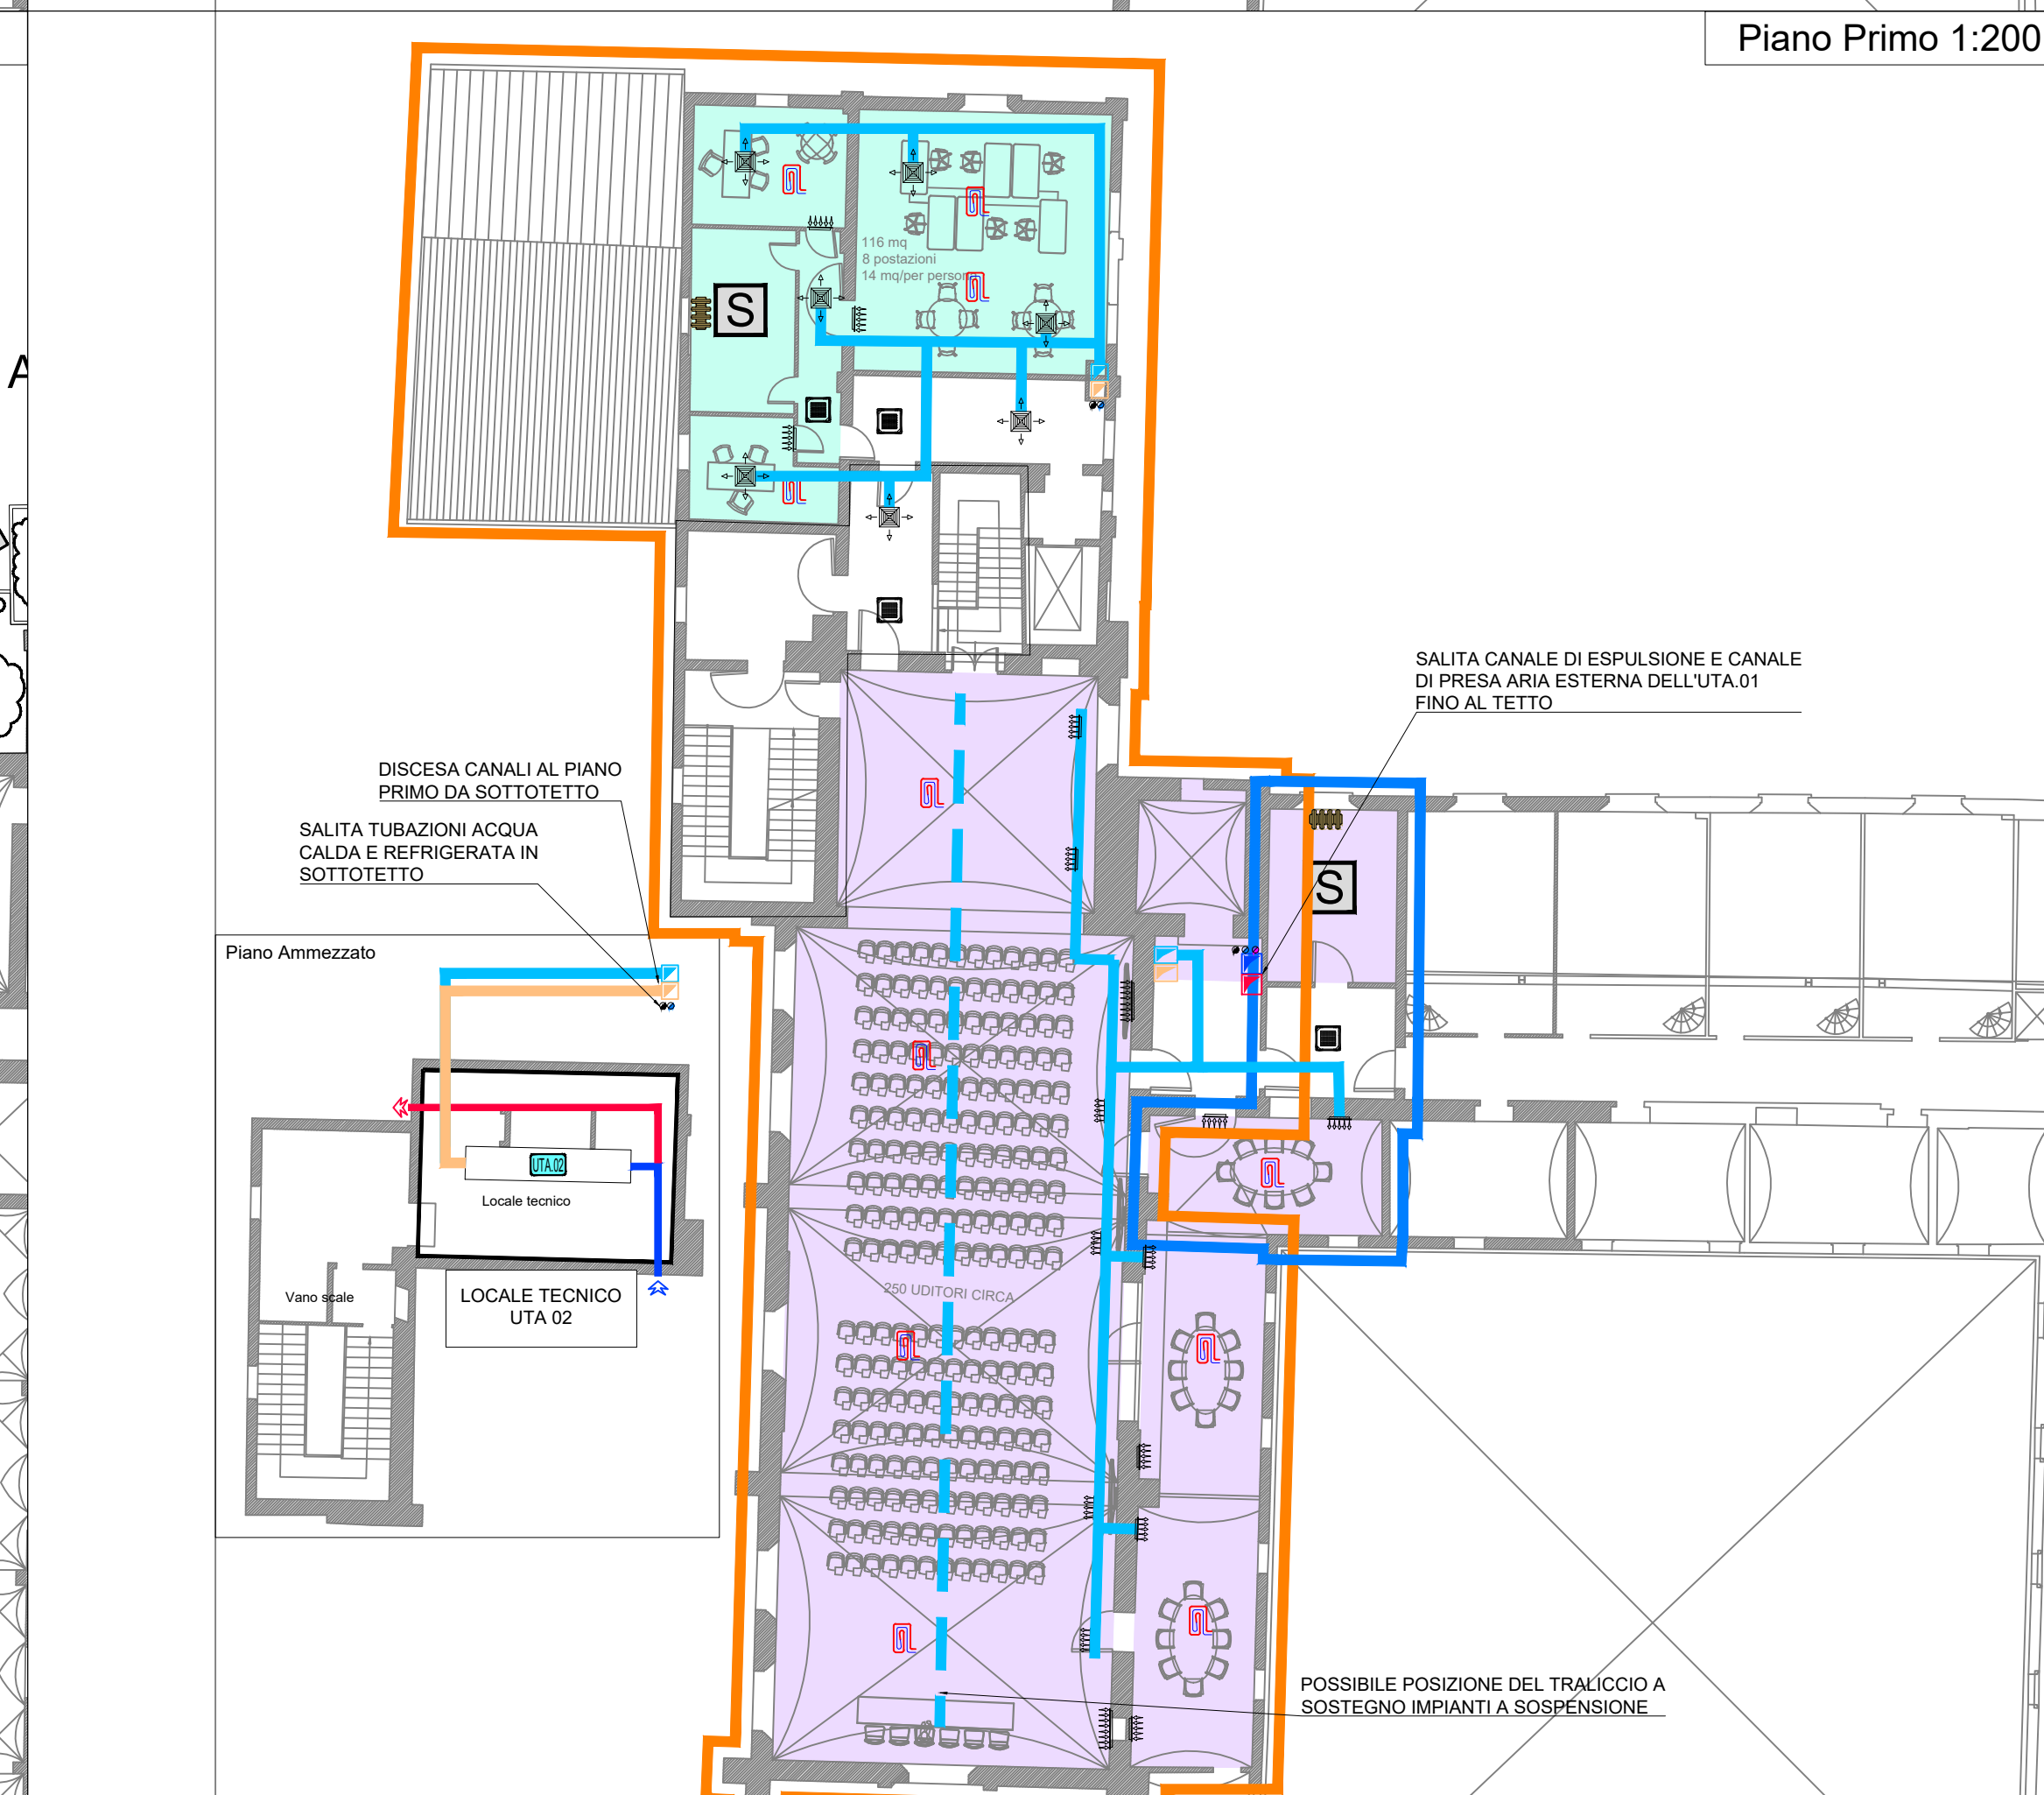 Piano Primo 1:200
A
116 mq
8 postazioni
14 mq/per person
S
SALITA CANALE DI ESPULSIONE E CANALE
DI PRESA ARIA ESTERNA DELL'UTA.01
FINO AL TETTO
DISCESA CANALI AL PIANO
PRIMO DA SOTTOTETTO
SALITA TUBAZIONI ACQUA
CALDA E REFRIGERATA IN
SOTTOTETTO
S
Piano Ammezzato
UTA.02
Locale tecnico
Vano scale
LOCALE TECNICO
UTA 02
250 UDITORI CIRCA
POSSIBILE POSIZIONE DEL TRALICCIO A
SOSTEGNO IMPIANTI A SOSPENSIONE